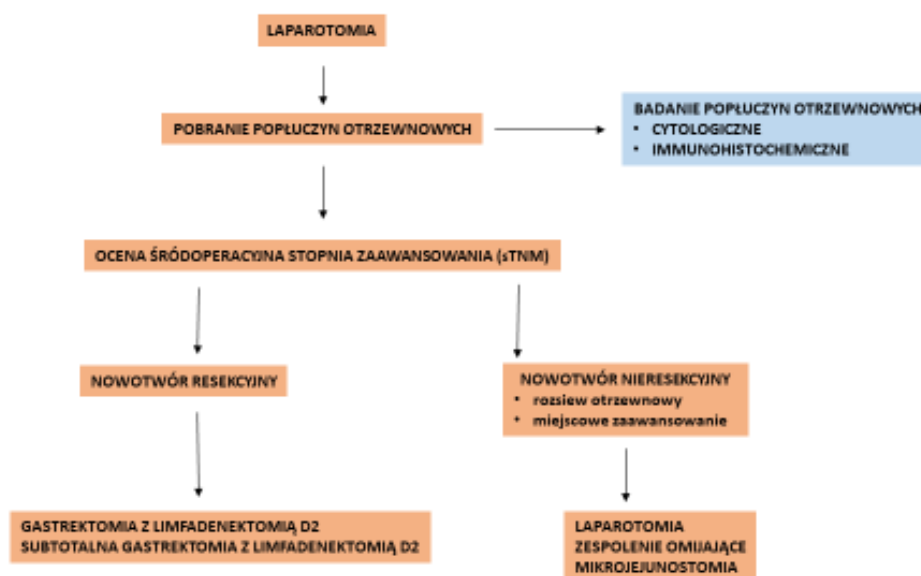 LAPAROTOMIA
POBRANIE POPŁUCZYN OTRZEWNOWYCH
BADANIE POPŁUCZYN OTRZEWNOWYCH
• CYTOLOGICZNE
• IMMUNOHISTOCHEMICZNE
OCENA ŚRÓDOPERACYJNA STOPNIA ZAAWANSOWANIA (sTNM)
NOWOTWÓR RESEKCYJNY
NOWOTWÓR NIERESEKCYJNY
• rozsiew otrzewnowy
• miejscowe zaawansowanie
GASTREKTOMIA Z LIMFADENEKTOMIĄ D2
SUBTOTALNA GASTREKTOMIA Z LIMFADENEKTOMIĄ D2
LAPAROTOMIA
ZESPOLENIE OMIJAJĄCE
MIKROJEJUNOSTOMIA